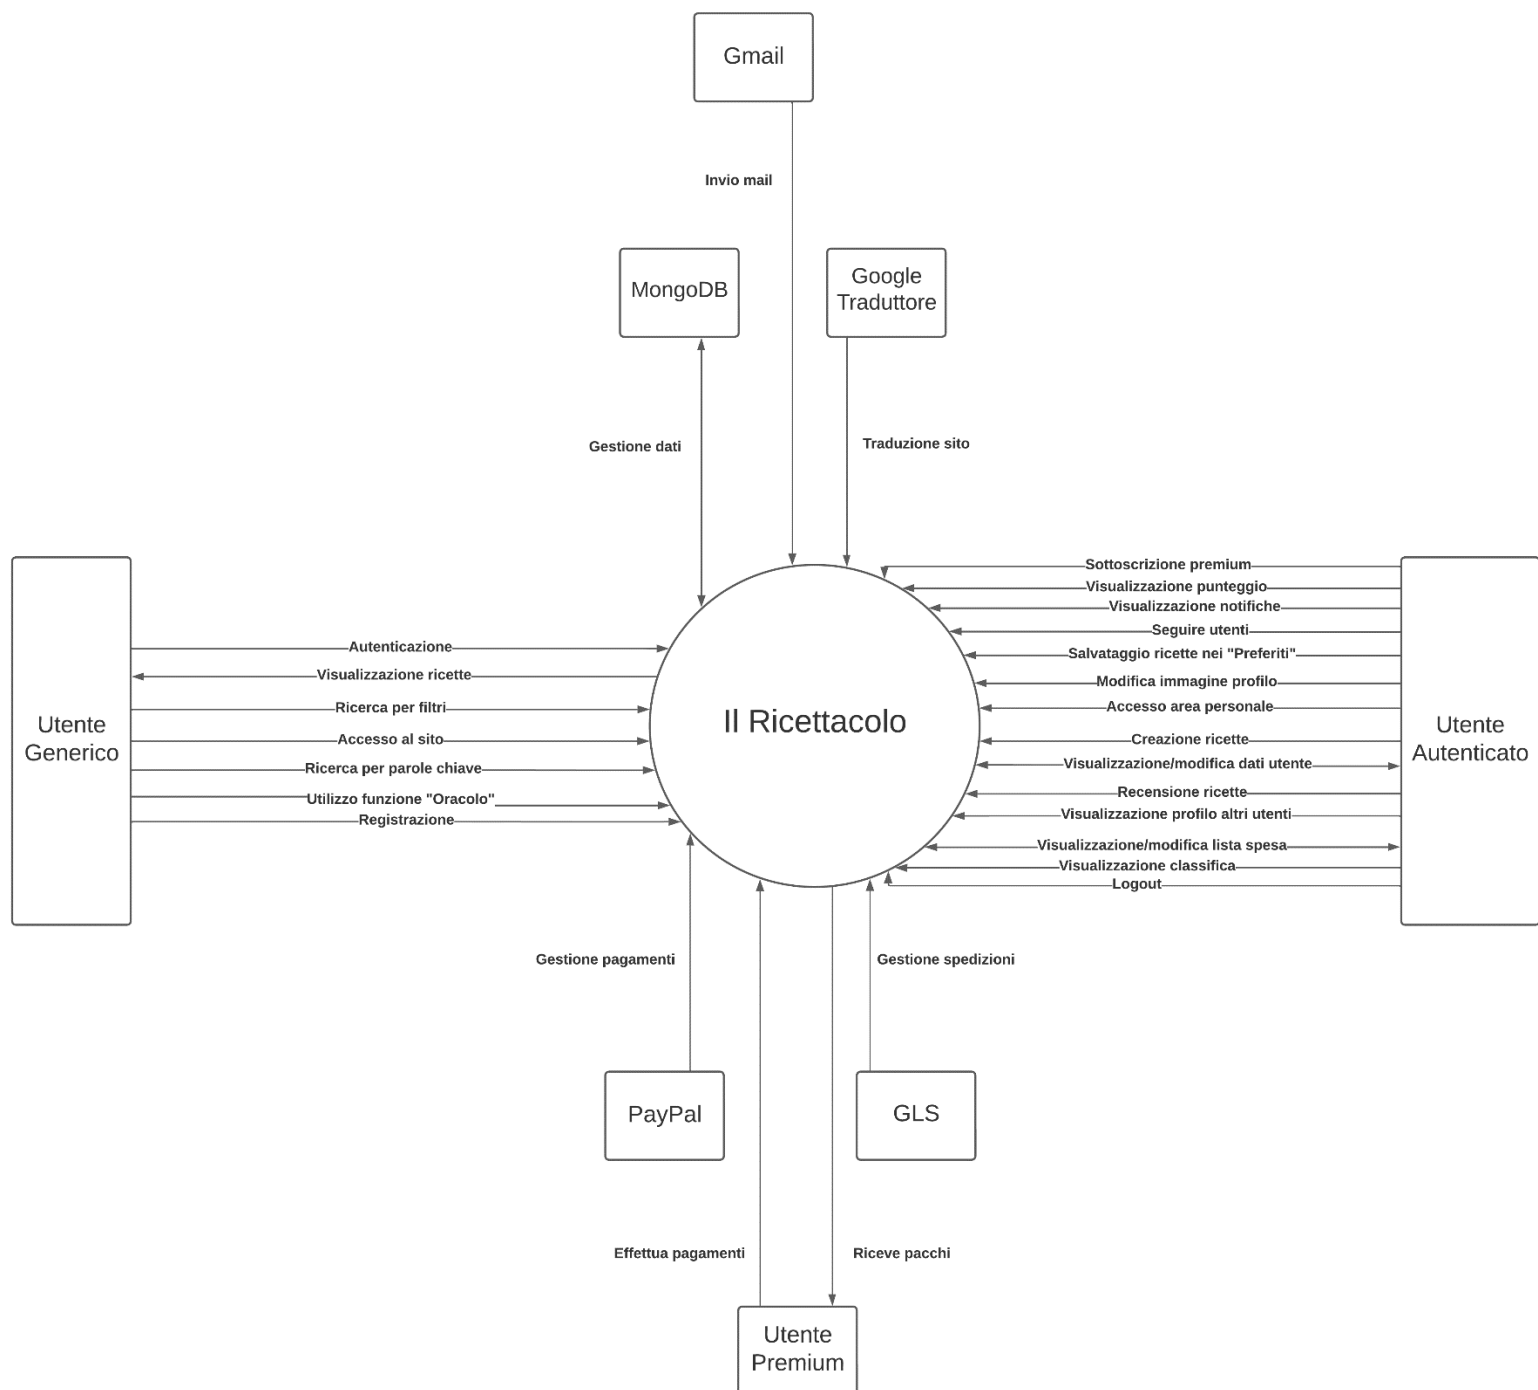 Gmail
Invio mail
MongoDB
Google
Traduttore
Gestione dati
Traduzione sito
Utente
Generico
Autenticazione
Visualizzazione ricette
Ricerca per filtri
Accesso al sito
Ricerca per parole chiave
Utilizzo funzione "Oracolo"
Registrazione
Il Ricettacolo
Sottoscrizione premium
Visualizzazione punteggio
Visualizzazione notifiche
Seguire utenti
Salvataggio ricette nei "Preferiti"
Modifica immagine profilo
Accesso area personale
Creazione ricette
Visualizzazione/modifica dati utente
Recensione ricette
Visualizzazione profilo altri utenti
Visualizzazione/modifica lista spesa
Visualizzazione classifica
Logout
Utente
Autenticato
Gestione pagamenti
Gestione spedizioni
PayPal
GLS
Effettua pagamenti
Riceve pacchi
Utente
Premium